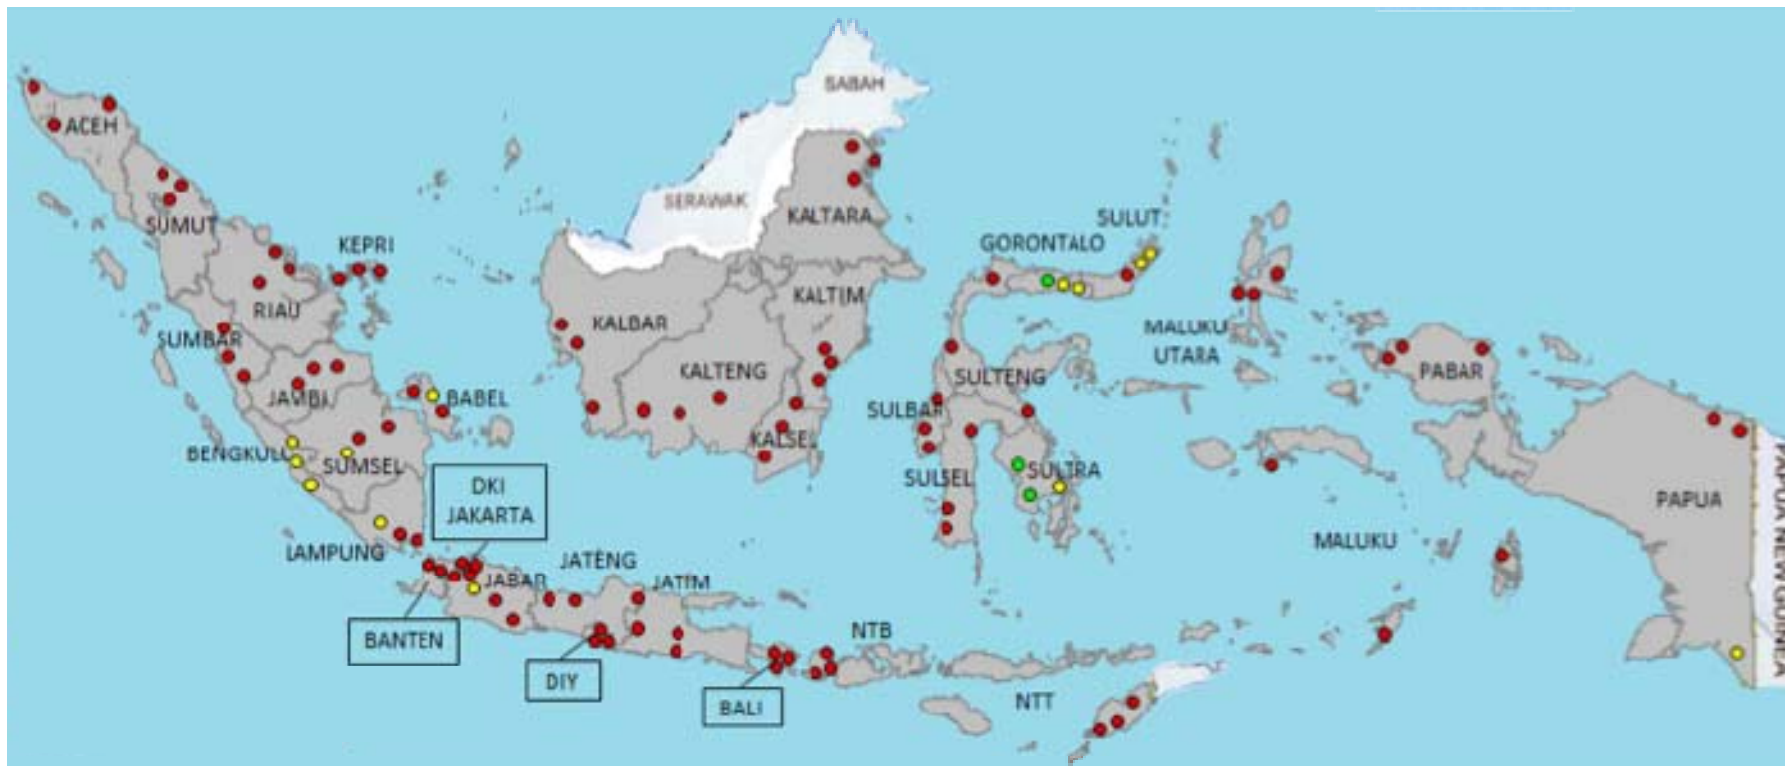 SABAH
ACEH
SERAWAK
KALTARA
SULUT
SUMUT
KEPRI
GORONTALO
RIAU
KALTIM
KALBAR
MALUKU
UTARA
SUMBAR
KALTENG
SULTENG
PABAR
JAMBI
BABEL
SULBAR
KALSEL
BENGKULU
SUMSEL
SULTRA
SULSEL
DKI
JAKARTA
PAPUA
PAPUA NEW GUINEA
LAMPUNG
MALUKU
JATENG
JABAR
JATIM
BANTEN
NTB
DIY
BALI
NTT